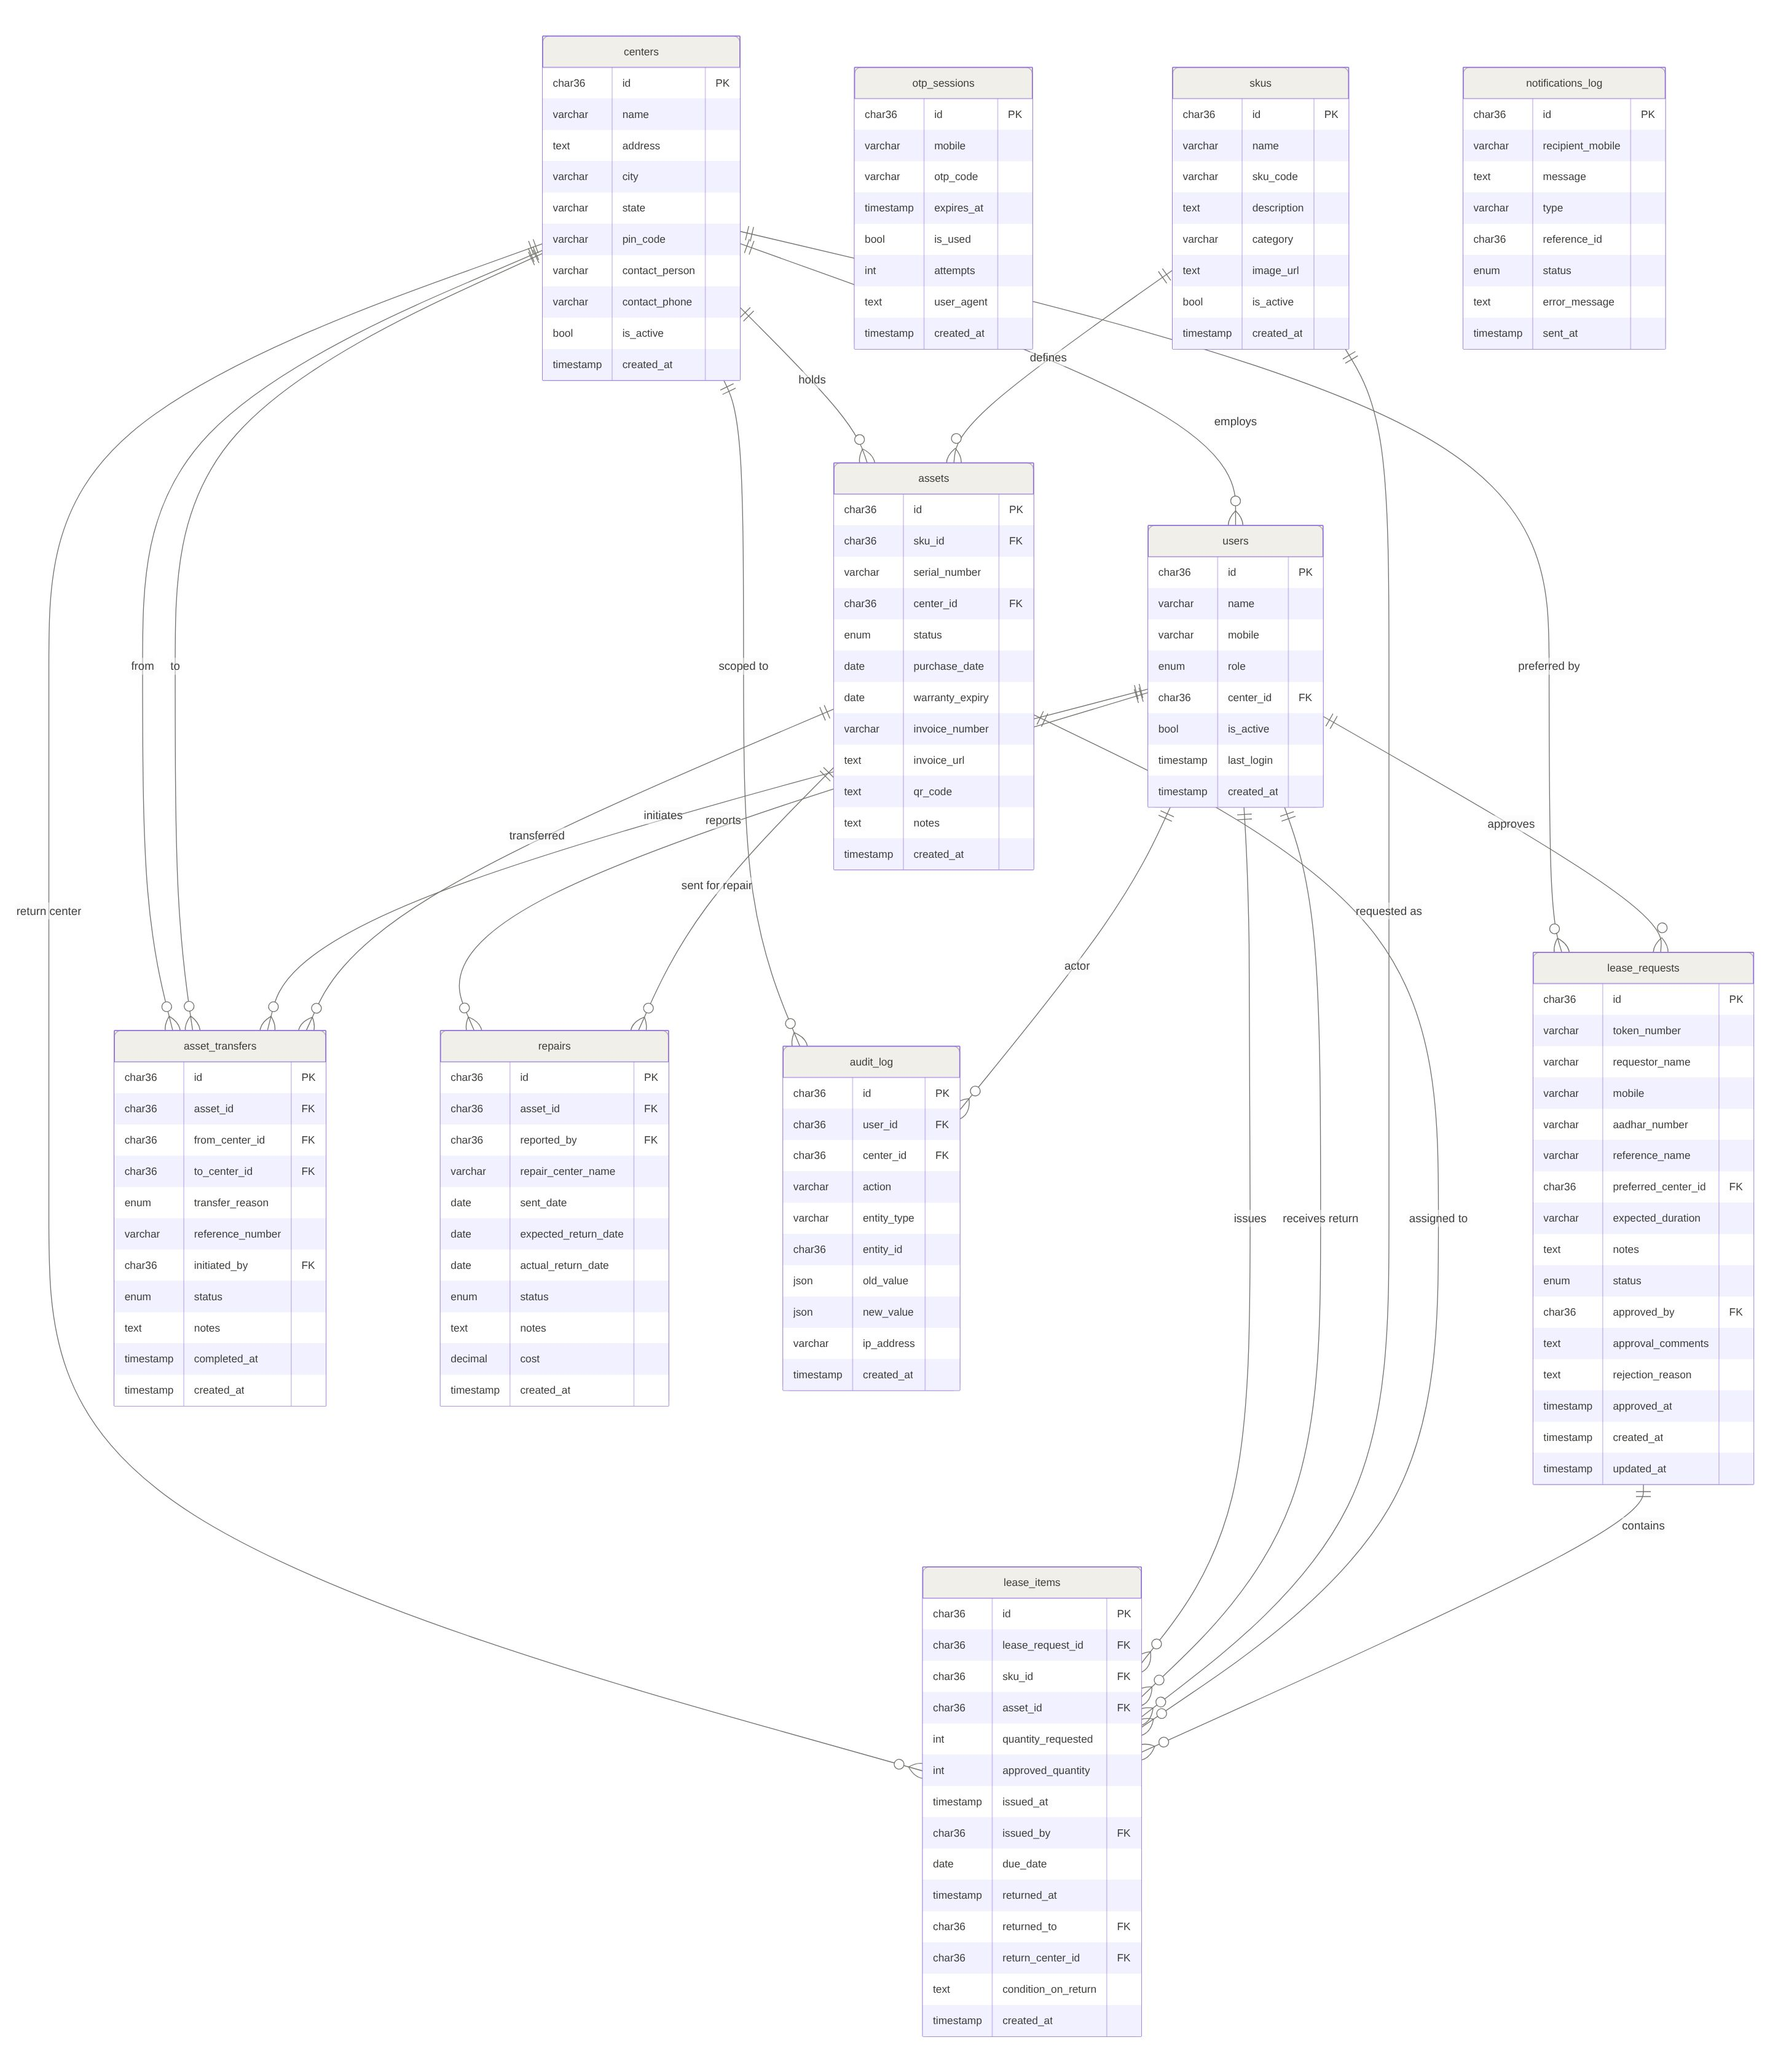 centers
char36 id PK
varchar name
text address
varchar city
varchar state
varchar pin_code
varchar contact_person
varchar contact_phone
bool is_active
timestamp created_at
otp_sessions
char36 id PK
varchar mobile
varchar otp_code
timestamp expires_at
bool is_used
int attempts
text user_agent
timestamp created_at
skus
char36 id PK
varchar name
varchar sku_code
text description
varchar category
text image_url
bool is_active
timestamp created_at
notifications_log
char36 id PK
varchar recipient_mobile
text message
varchar type
char36 reference_id
enum status
text error_message
timestamp sent_at
holds
defines
employs
assets
char36 id PK
char36 sku_id FK
varchar serial_number
char36 center_id FK
enum status
date purchase_date
date warranty_expiry
varchar invoice_number
text invoice_url
text qr_code
text notes
timestamp created_at
users
char36 id PK
varchar name
varchar mobile
enum role
char36 center_id FK
bool is_active
timestamp last_login
timestamp created_at
from
to
scoped to
preferred by
transferred
initiates
reports
sent for repair
approves
return center
requested as
actor
asset_transfers
char36 id PK
char36 asset_id FK
char36 from_center_id FK
char36 to_center_id FK
enum transfer_reason
varchar reference_number
char36 initiated_by FK
enum status
text notes
timestamp completed_at
timestamp created_at
repairs
char36 id PK
char36 asset_id FK
char36 reported_by FK
varchar repair_center_name
date sent_date
date expected_return_date
date actual_return_date
enum status
text notes
decimal cost
timestamp created_at
audit_log
char36 id PK
char36 user_id FK
char36 center_id FK
varchar action
varchar entity_type
char36 entity_id
json old_value
json new_value
varchar ip_address
timestamp created_at
issues
receives return
assigned to
lease_requests
char36 id PK
varchar token_number
varchar requestor_name
varchar mobile
varchar aadhar_number
varchar reference_name
char36 preferred_center_id FK
varchar expected_duration
text notes
enum status
char36 approved_by FK
text approval_comments
text rejection_reason
timestamp approved_at
timestamp created_at
timestamp updated_at
contains
lease_items
char36 id PK
char36 lease_request_id FK
char36 sku_id FK
char36 asset_id FK
int quantity_requested
int approved_quantity
timestamp issued_at
char36 issued_by FK
date due_date
timestamp returned_at
char36 returned_to FK
char36 return_center_id FK
text condition_on_return
timestamp created_at